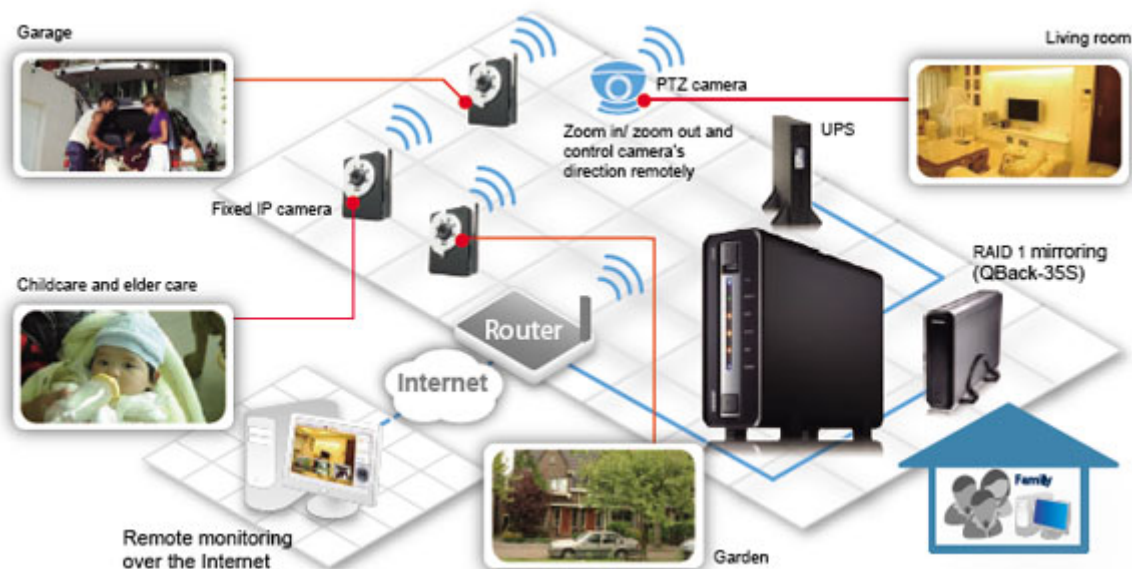 Garage
Living room
PTZ camera
Zoom in/ zoom out and
control camera's
direction remotely
UPS
Fixed IP camera
RAID 1 mirroring
(QBack-35S)
Childcare and elder care
Router
Internet
Family
Remote monitoring
over the Internet
Garden